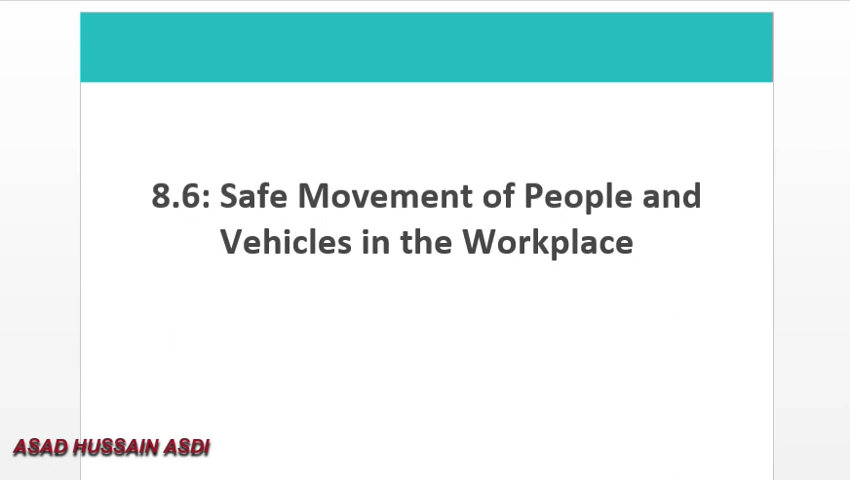 8.6: Safe Movement of People and
Vehicles in the Workplace
ASAD HUSSAIN ASDI